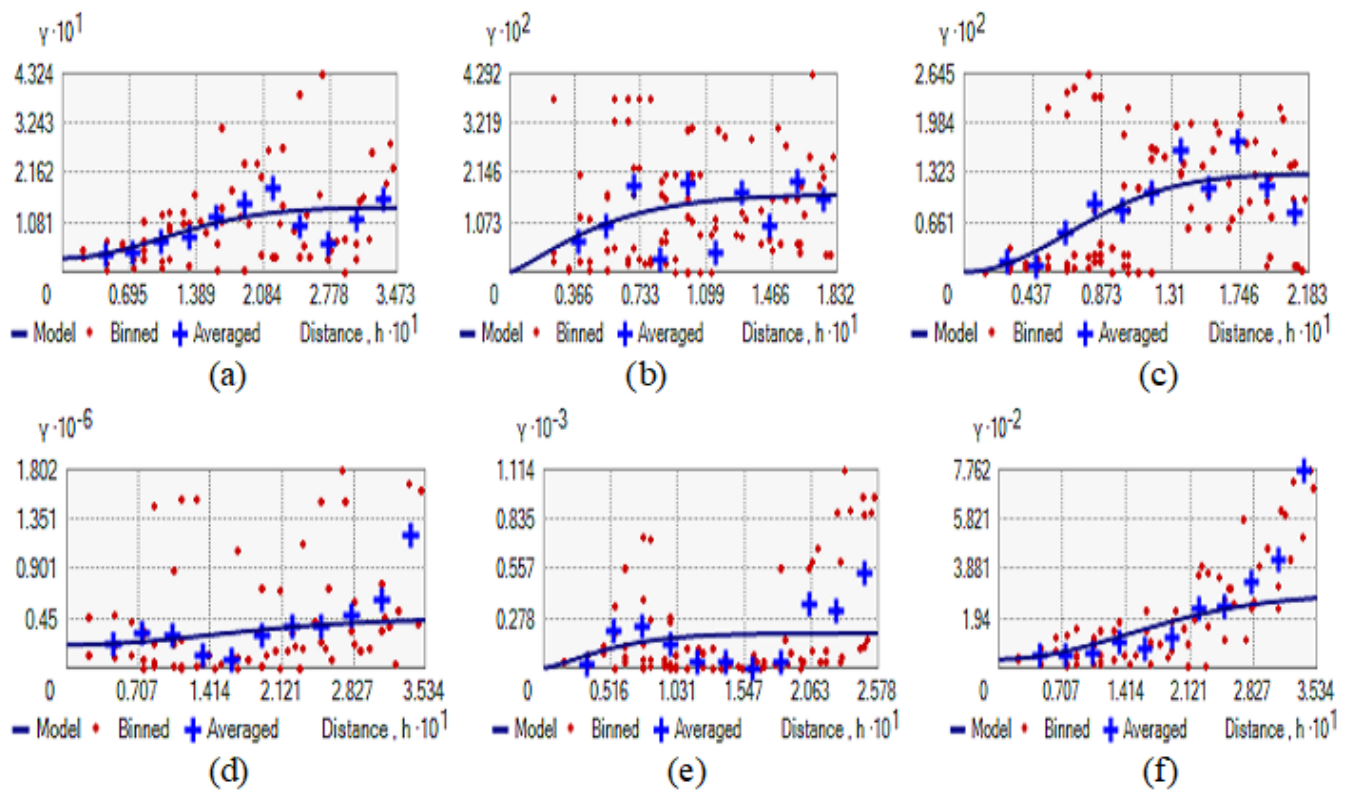 γ·10¹ γ·10² γ·10²
4.324 4.292 2.645
3.243 3.219 1.984
2.162 2.146 1.323
1.081 1.073 0.661
0 0.695 1.389 2.084 2.778 3.473 0 0.366 0.733 1.099 1.466 1.832 0 0.437 0.873 1.31 1.746 2.183
Model Binned Averaged Distance, h·10¹ Model Binned Averaged Distance, h·10¹ Model Binned Averaged Distance, h·10¹
(a) (b) (c)
γ·10⁻⁶ γ·10⁻³ γ·10⁻²
1.802 1.114 7.762
1.351 0.835 5.821
0.901 0.557 3.881
0.45 0.278 1.94
0 0.707 1.414 2.121 2.827 3.534 0 0.516 1.031 1.547 2.063 2.578 0 0.707 1.414 2.121 2.827 3.534
Model Binned Averaged Distance, h·10¹ Model Binned Averaged Distance, h·10¹ Model Binned Averaged Distance, h·10¹
(d) (e) (f)